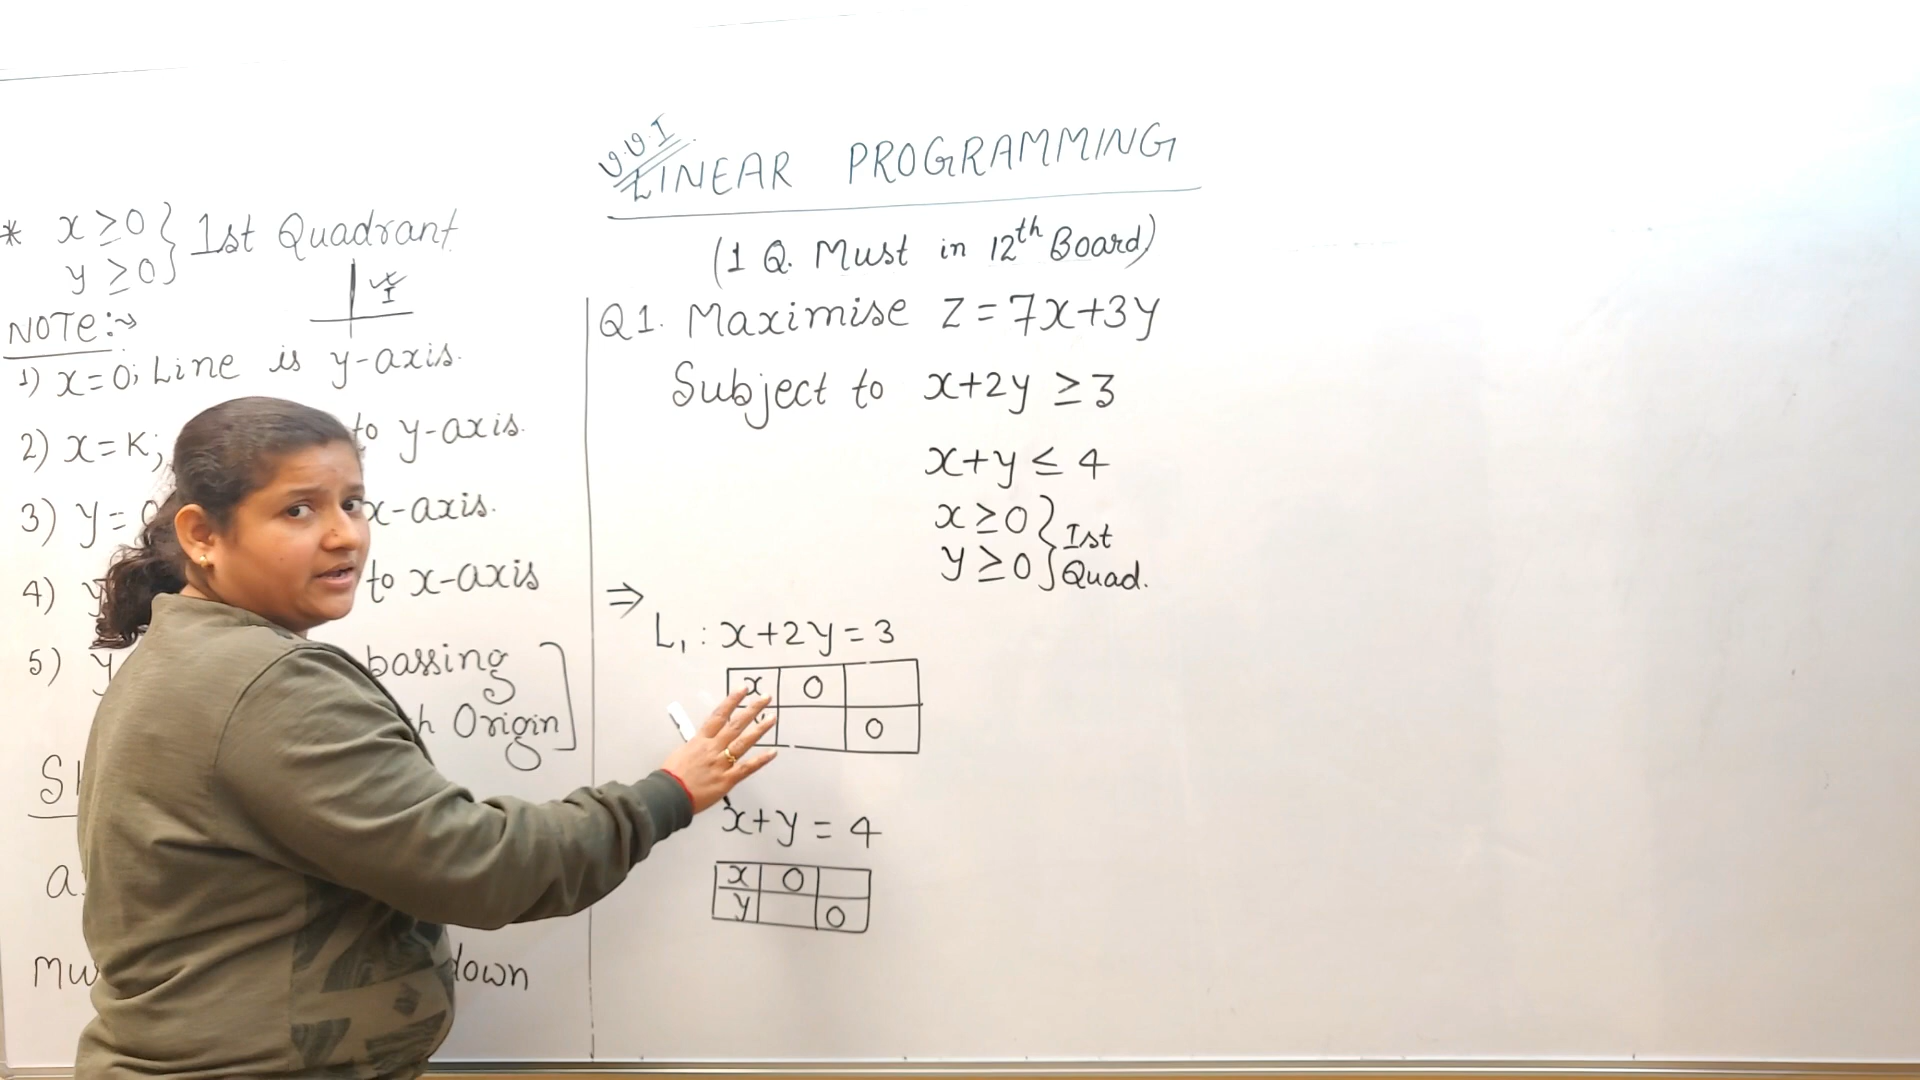 V.V.I
LINEAR PROGRAMMING
(1 Q. Must in 12th Board)
* x ≥ 0 } 1st Quadrant
y ≥ 0
I
NOTE:~
1) x = 0; Line is y-axis.
2) x = K; to y-axis.
3) y = x-axis.
4) y to x-axis
5) y passing
Origin]
down
Q1. Maximise Z = 7x+3y
Subject to x+2y ≥ 3
x+y ≤ 4
x ≥ 0 } Ist
y ≥ 0 Quad.
⇒
L₁ : x+2y = 3
x 0
0
x+y = 4
x 0
y 0